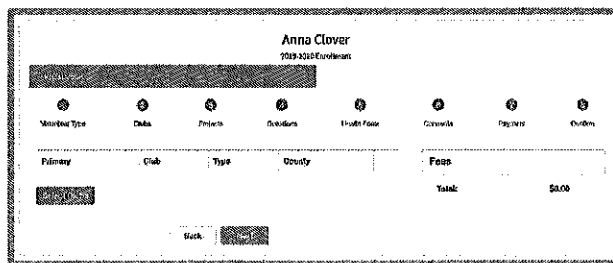 Anna Clover
2019-2020 Enrollment
Volunteer Type Clubs Projects Questions Health Form Consents Payment Confirm
Primary Club Type County Fees
Total: $0.00
Back